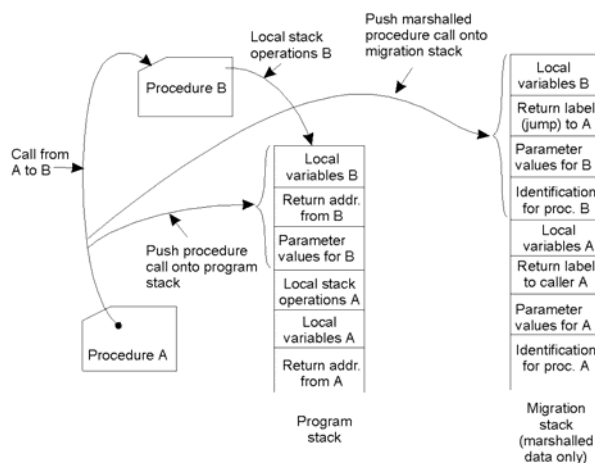 Local stack
operations B
Push marshalled
procedure call onto
migration stack
Procedure B
Call from
A to B
Push procedure
call onto program
stack
Procedure A
Local
variables B
Return addr.
from B
Parameter
values for B
Local stack
operations A
Local
variables A
Return addr.
from A
Program
stack
Local
variables B
Return label
(jump) to A
Parameter
values for B
Identification
for proc. B
Local
variables A
Return label
to caller A
Parameter
values for A
Identification
for proc. A
Migration
stack
(marshalled
data only)